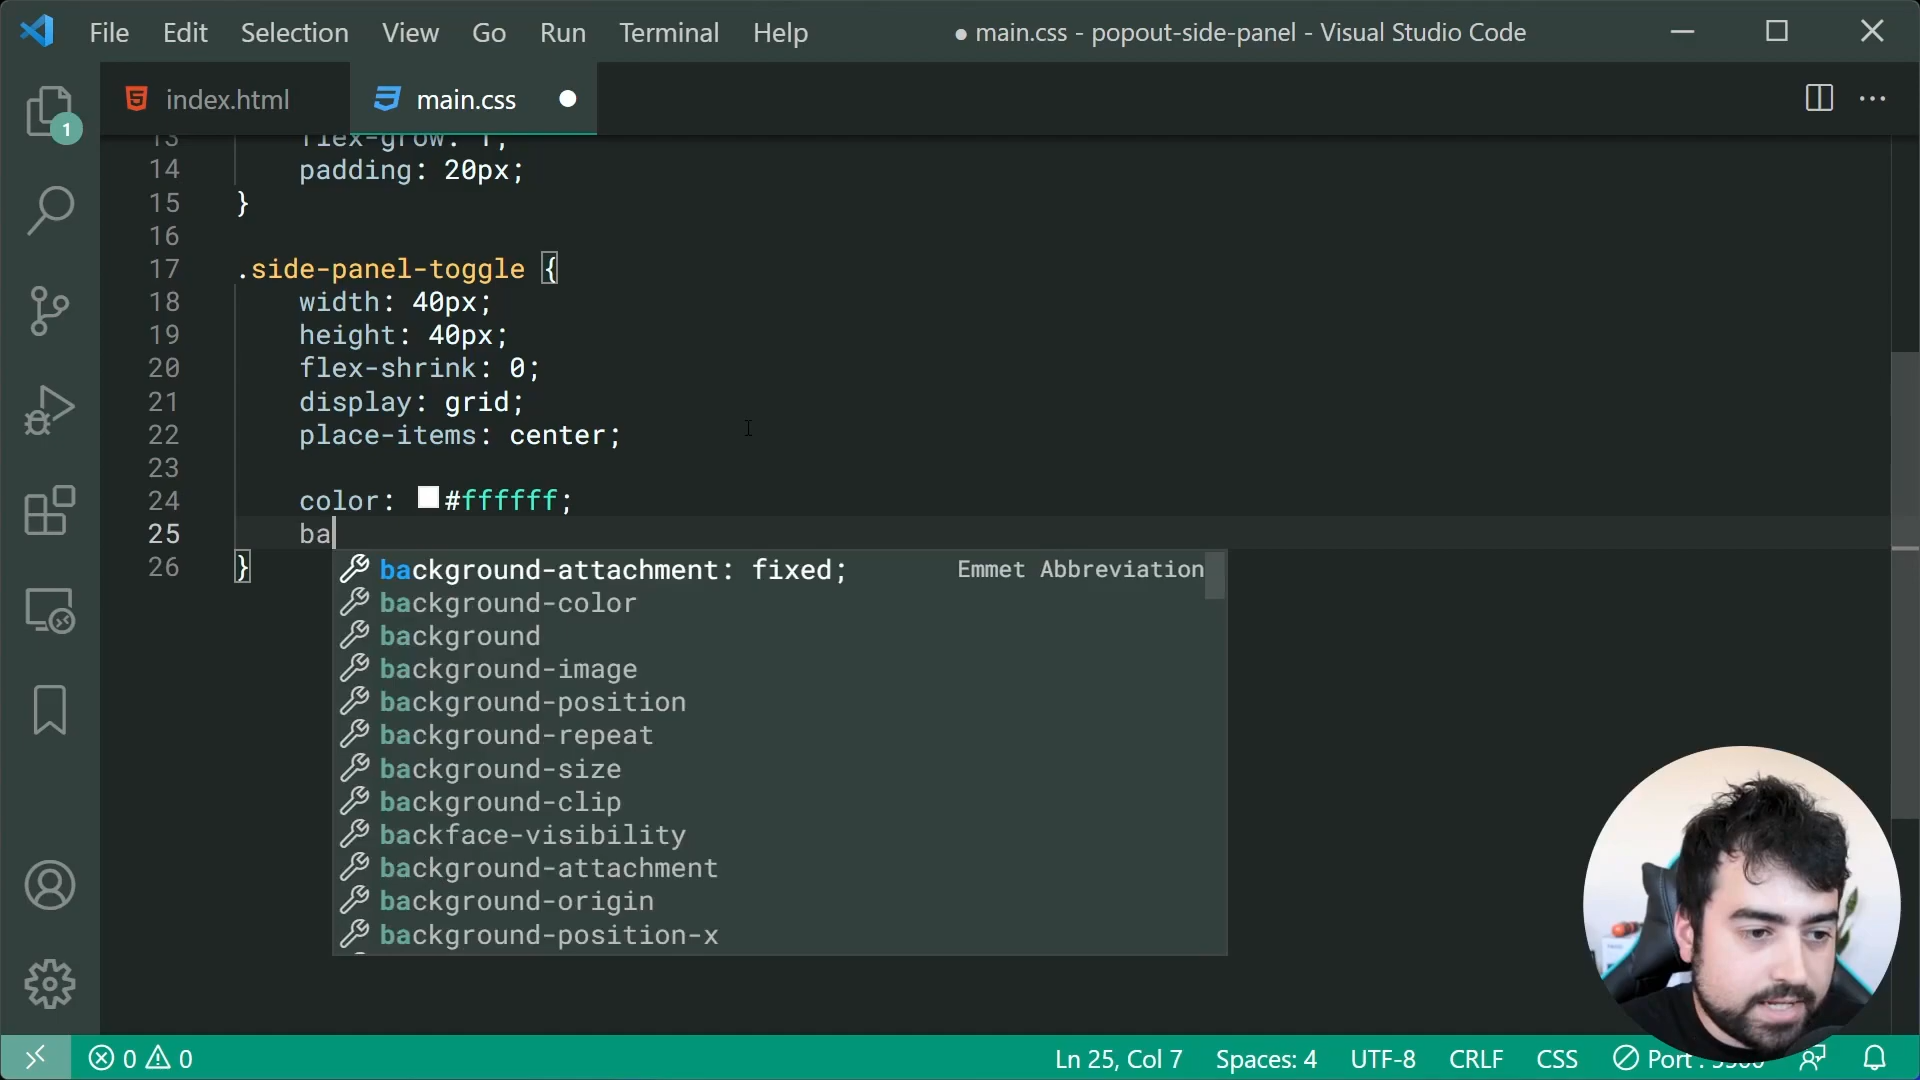 File Edit Selection View Go Run Terminal Help
● main.css - popout-side-panel - Visual Studio Code
1
index.html
main.css
13 flex-grow: 1;
14 padding: 20px;
15 }
16
17 .side-panel-toggle {
18 width: 40px;
19 height: 40px;
20 flex-shrink: 0;
21 display: grid;
22 place-items: center;
23
24 color: #ffffff;
25 ba
26 }
background-attachment: fixed; Emmet Abbreviation
background-color
background
background-image
background-position
background-repeat
background-size
background-clip
backface-visibility
background-attachment
background-origin
background-position-x
0 0 Ln 25, Col 7 Spaces: 4 UTF-8 CRLF CSS Port :